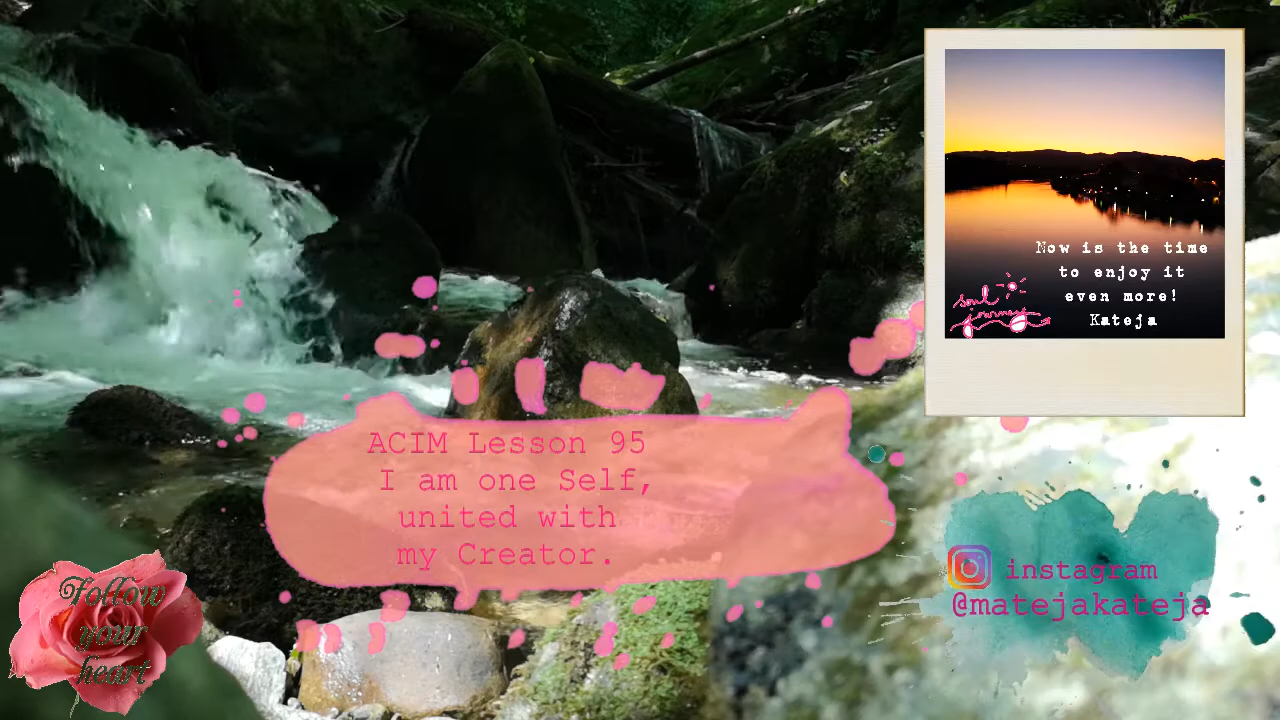 Now is the time
to enjoy it
even more!
Kateja
soul
journey
ACIM Lesson 95
I am one Self,
united with
my Creator.
instagram
@matejakateja
Follow
your
heart